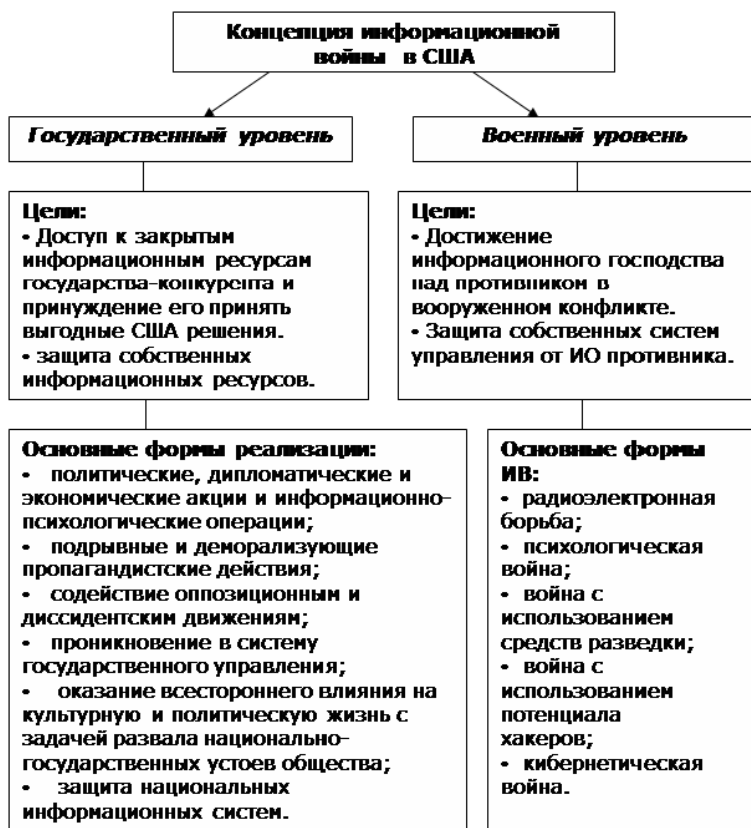 Концепция информационной
войны в США
Государственный уровень
Военный уровень
Цели:
• Доступ к закрытым
информационным ресурсам
государства-конкурента и
принуждение его принять
выгодные США решения.
• защита собственных
информационных ресурсов.
Цели:
• Достижение
информационного господства
над противником в
вооруженном конфликте.
• Защита собственных систем
управления от ИО противника.
Основные формы реализации:
• политические, дипломатические и
экономические акции и информационно-
психологические операции;
• подрывные и деморализующие
пропагандистские действия;
• содействие оппозиционным и
диссидентским движениям;
• проникновение в систему
государственного управления;
• оказание всестороннего влияния на
культурную и политическую жизнь с
задачей развала национально-
государственных устоев общества;
• защита национальных
информационных систем.
Основные формы
ИВ:
• радиоэлектронная
борьба;
• психологическая
война;
• война с
использованием
средств разведки;
• война с
использованием
потенциала
хакеров;
• кибернетическая
война.